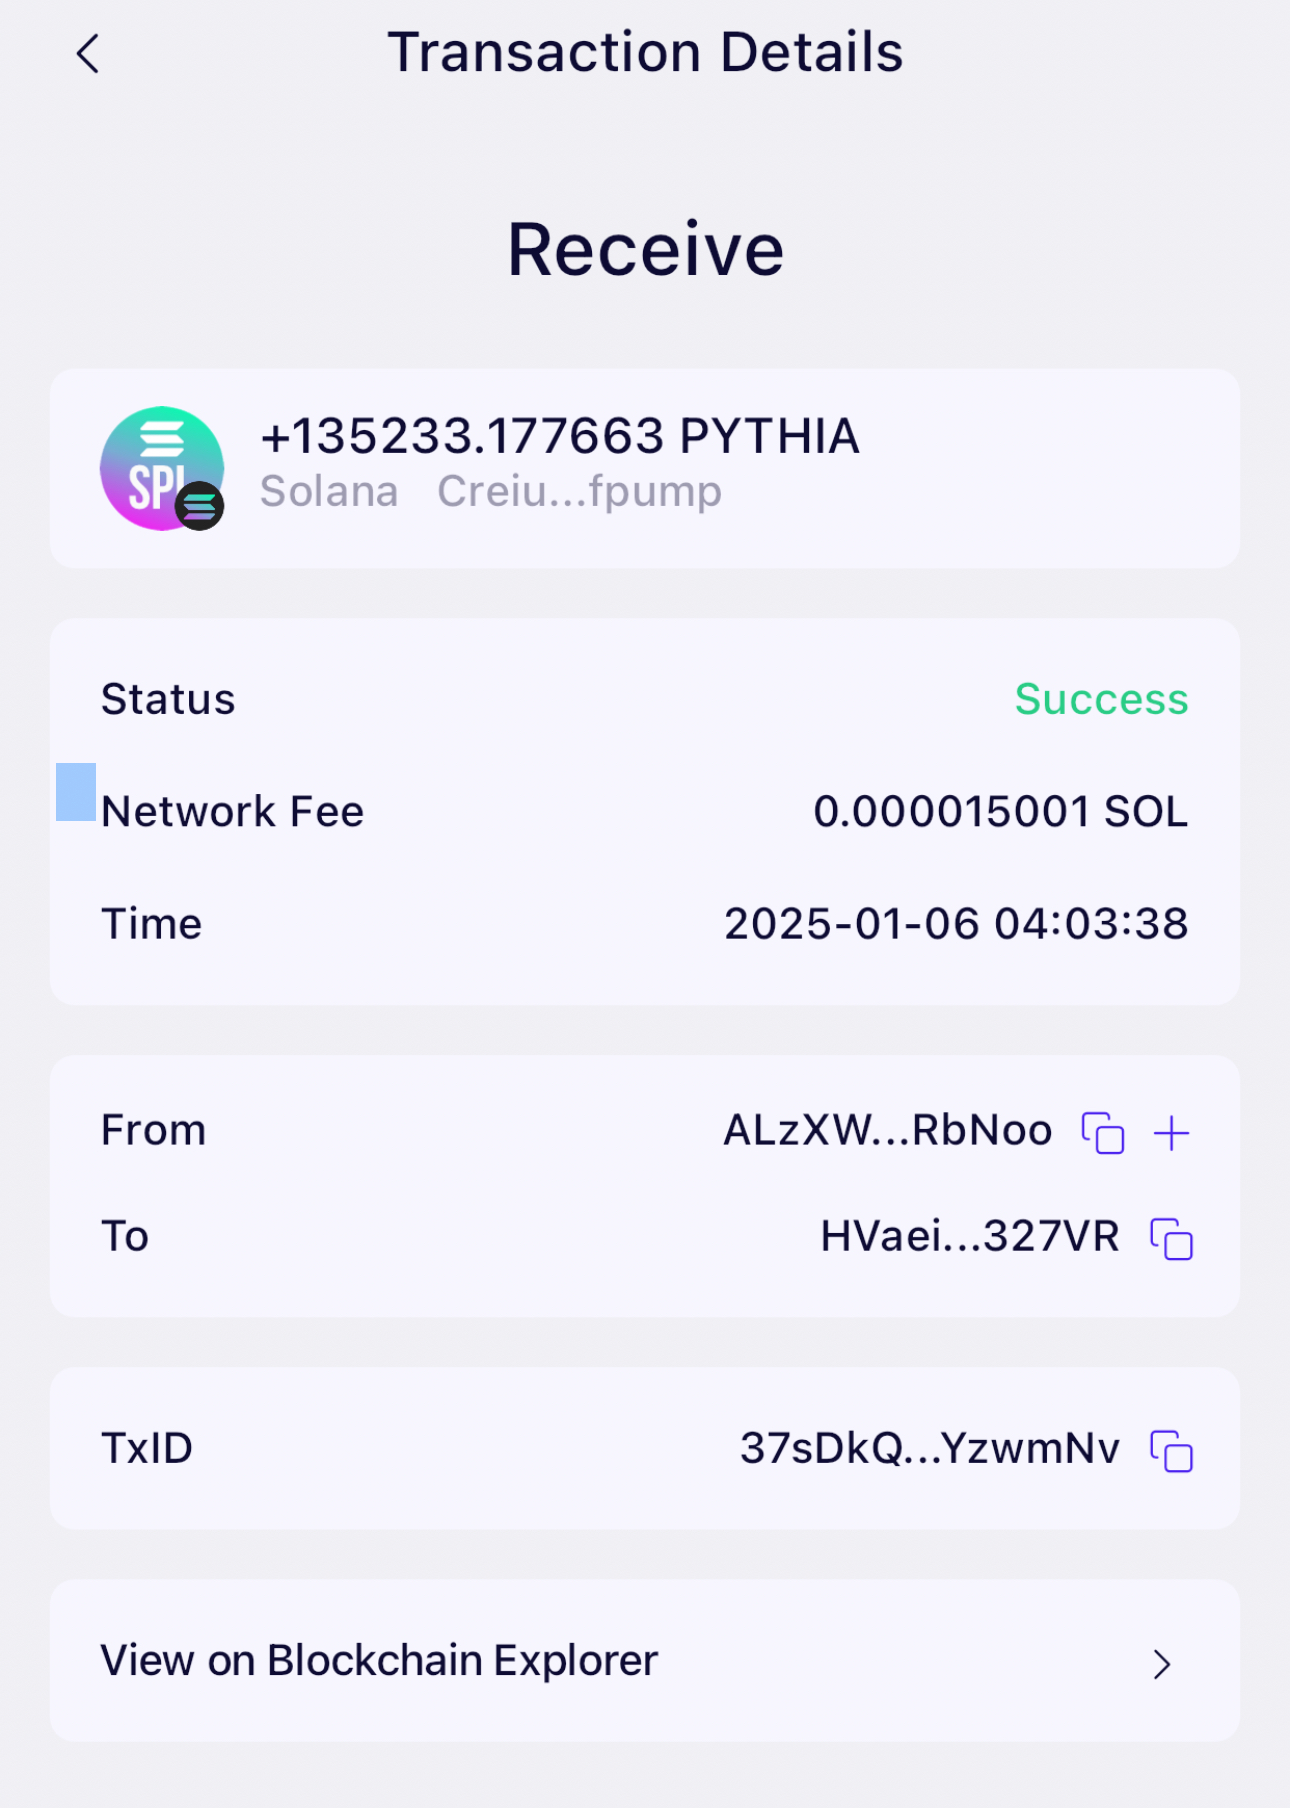 Transaction Details
Receive
+135233.177663 PYTHIA
SPL
Solana Creiu...fpump
Status Success
Network Fee 0.000015001 SOL
Time 2025-01-06 04:03:38
From ALzXW...RbNoo
To HVaei...327VR
TxID 37sDkQ...YzwmNv
View on Blockchain Explorer